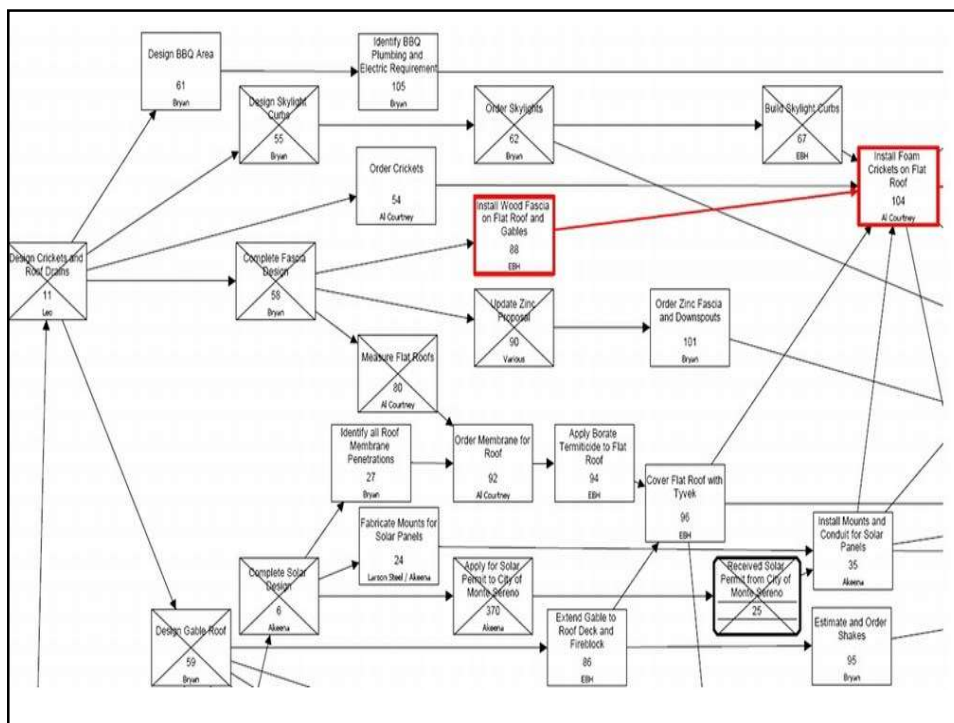 Design BBQ Area
61
Bryan
Identify BBQ
Plumbing and
Electric Requirement
105
Bryan
Design Skylight
Curbs
55
Bryan
Order Skylights
62
Bryan
Build Skylight Curbs
67
EBH
Install Foam
Crickets on Flat
Roof
104
Al Courtney
Order Crickets
54
Al Courtney
Install Wood Fascia
on Flat Roof and
Gables
88
EBH
Design Crickets and
Roof Drains
11
Leo
Complete Fascia
Design
58
Bryan
Update Zinc
Proposal
90
Various
Order Zinc Fascia
and Downspouts
101
Bryan
Measure Flat Roofs
80
Al Courtney
Identify all Roof
Membrane
Penetrations
27
Bryan
Order Membrane for
Roof
92
Al Courtney
Apply Borate
Termiticide to Flat
Roof
94
EBH
Cover Flat Roof with
Tyvek
96
EBH
Fabricate Mounts for
Solar Panels
24
Larson Steel / Akeena
Install Mounts and
Conduit for Solar
Panels
35
Akeena
Complete Solar
Design
6
Akeena
Apply for Solar
Permit to City of
Monte Sereno
370
Akeena
Received Solar
Permit from City of
Monte Sereno
25
Design Gable Roof
59
Bryan
Extend Gable to
Roof Deck and
Fireblock
86
EBH
Estimate and Order
Shakes
95
Bryan